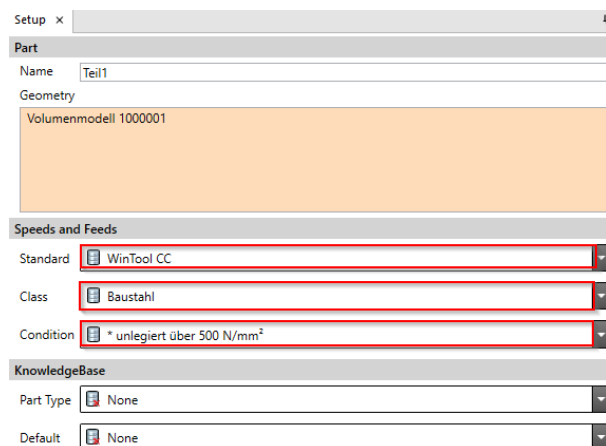 Setup ×
Part
Name Teil1
Geometry
Volumenmodell 1000001
Speeds and Feeds
Standard WinTool CC
Class Baustahl
Condition * unlegiert über 500 N/mm²
KnowledgeBase
Part Type None
Default None